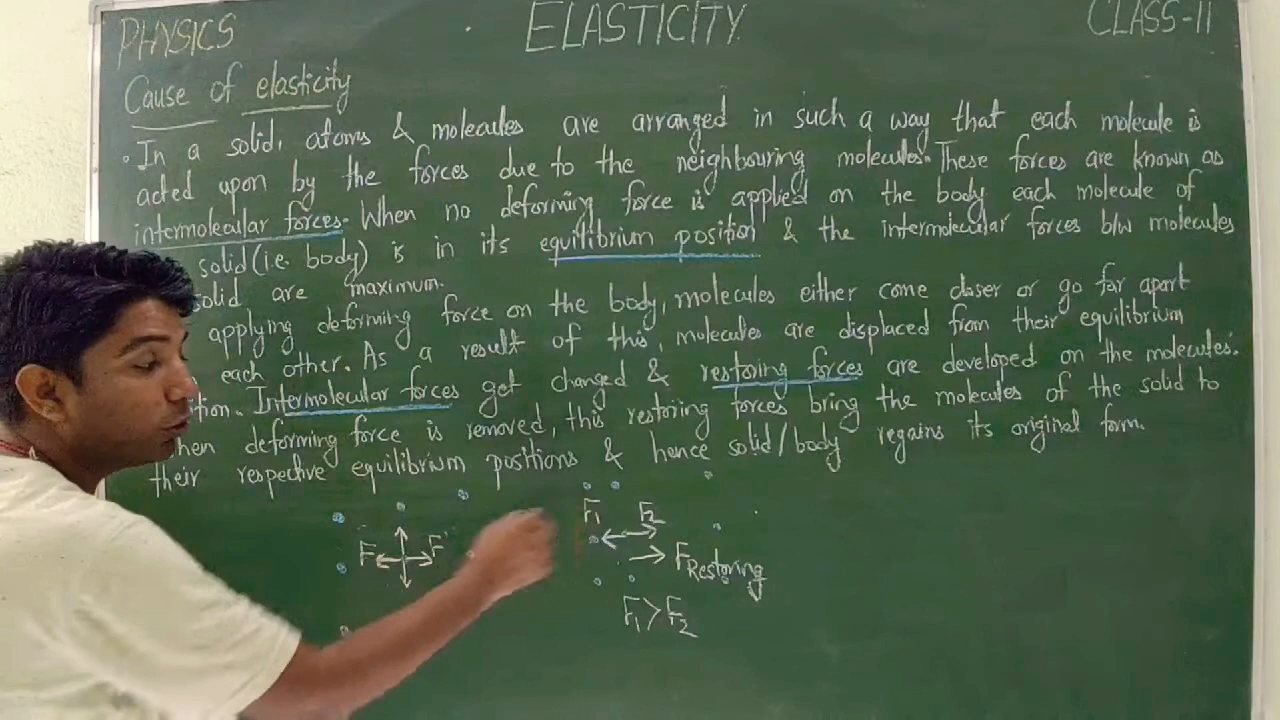 PHYSICS ELASTICITY CLASS-11
Cause of elasticity
• In a solid, atoms & molecules are arranged in such a way that each molecule is
acted upon by the forces due to the neighbouring molecules. These forces are known as
intermolecular forces. When no deforming force is applied on the body each molecule of
solid (i.e. body) is in its equilibrium position & the intermolecular forces b/w molecules
solid are maximum.
applying deforming force on the body, molecules either come closer or go far apart
each other. As a result of this, molecules are displaced from their equilibrium
tion. Intermolecular forces get changed & restoring forces are developed on the molecules.
hen deforming force is removed, this restoring forces bring the molecules of the solid to
their respective equilibrium positions & hence solid/body regains its original form.
F F
F1 F2
FRestoring
F1 > F2